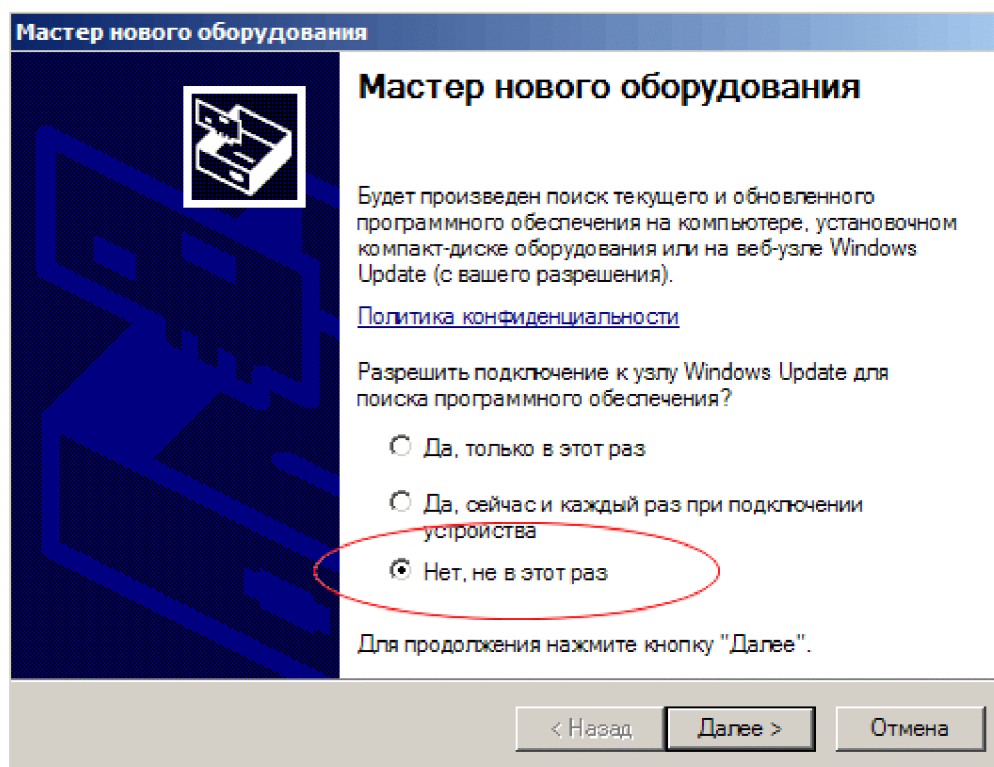 Мастер нового оборудования
Мастер нового оборудования
Будет произведен поиск текущего и обновленного
программного обеспечения на компьютере, установочном
компакт-диске оборудования или на веб-узле Windows
Update (с вашего разрешения).
Политика конфиденциальности
Разрешить подключение к узлу Windows Update для
поиска программного обеспечения?
Да, только в этот раз
Да, сейчас и каждый раз при подключении
устройства
Нет, не в этот раз
Для продолжения нажмите кнопку "Далее".
< Назад Далее > Отмена